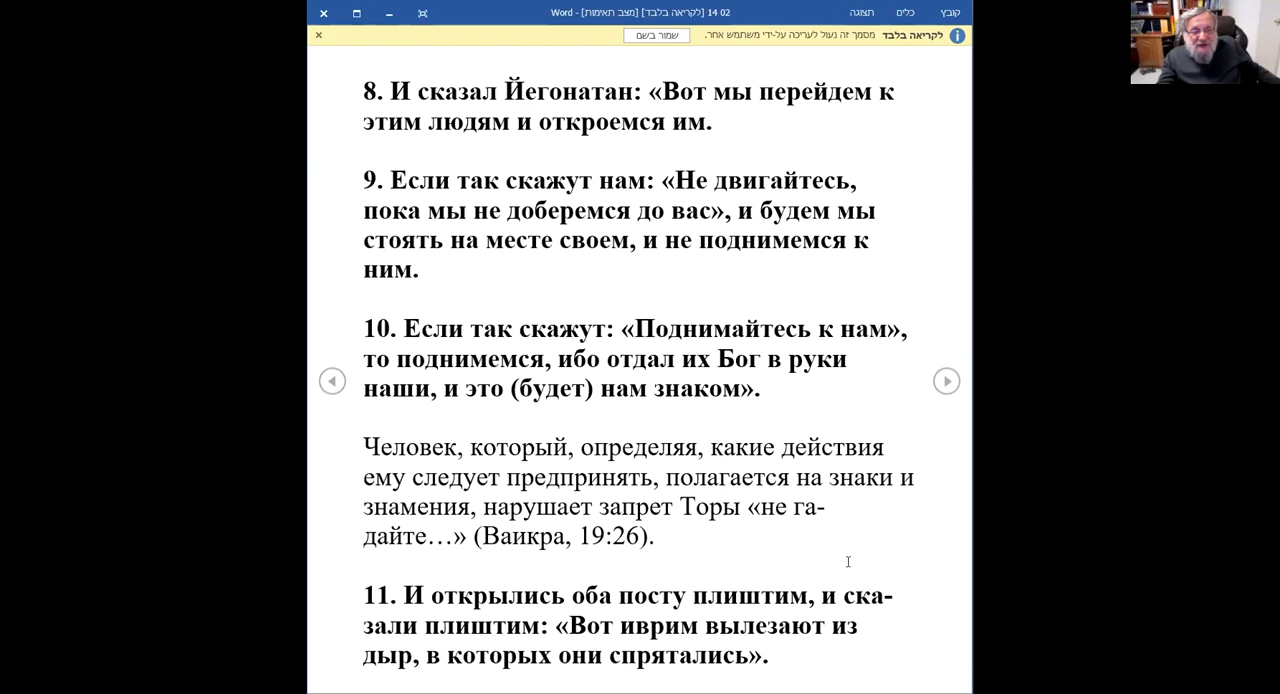 קובץ כלים תצוגה
14 02 [לקריאה בלבד] [מצב תאימות] - Word
לקריאה בלבד מסמך זה נעול לעריכה על-ידי משתמש אחר. שמור בשם
8. И сказал Йегонатан: «Вот мы перейдем к
этим людям и откроемся им.
9. Если так скажут нам: «Не двигайтесь,
пока мы не доберемся до вас», и будем мы
стоять на месте своем, и не поднимемся к
ним.
10. Если так скажут: «Поднимайтесь к нам»,
то поднимемся, ибо отдал их Бог в руки
наши, и это (будет) нам знаком».
Человек, который, определяя, какие действия
ему следует предпринять, полагается на знаки и
знамения, нарушает запрет Торы «не га-
дайте…» (Ваикра, 19:26).
11. И открылись оба посту плиштим, и ска-
зали плиштим: «Вот иврим вылезают из
дыр, в которых они спрятались».